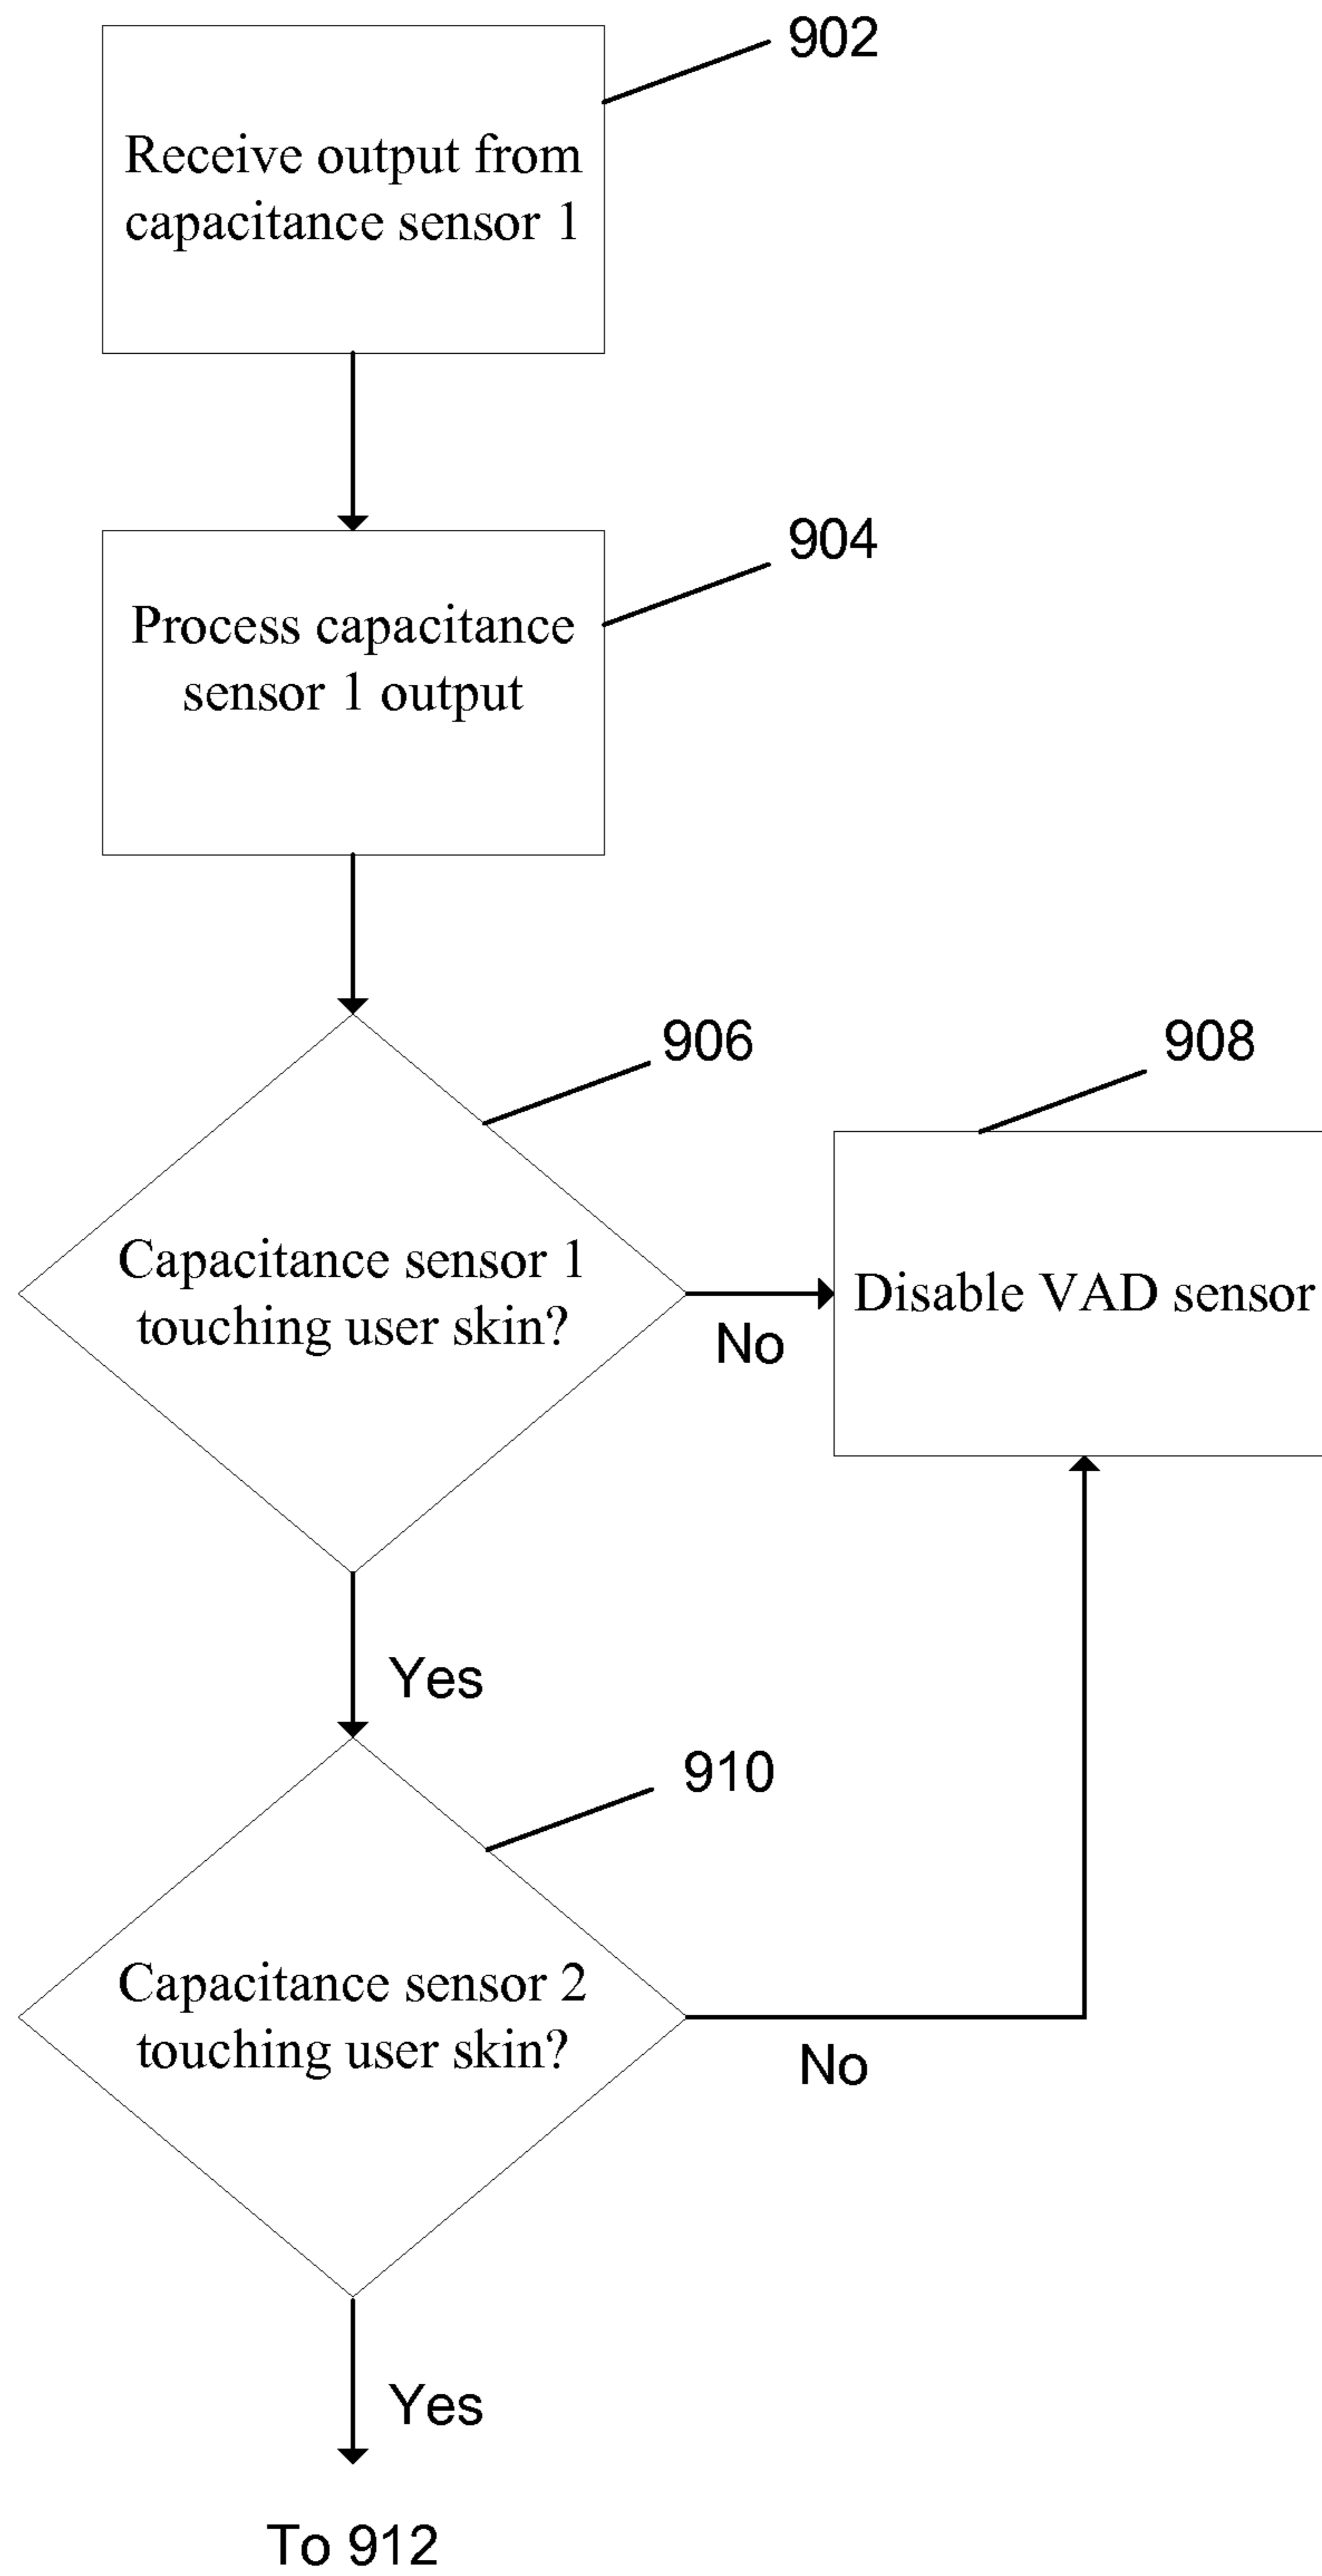 902
Receive output from
capacitance sensor 1
904
Process capacitance
sensor 1 output
906
908
Capacitance sensor 1
touching user skin?
No
Disable VAD sensor
Yes
910
Capacitance sensor 2
touching user skin?
No
Yes
To 912